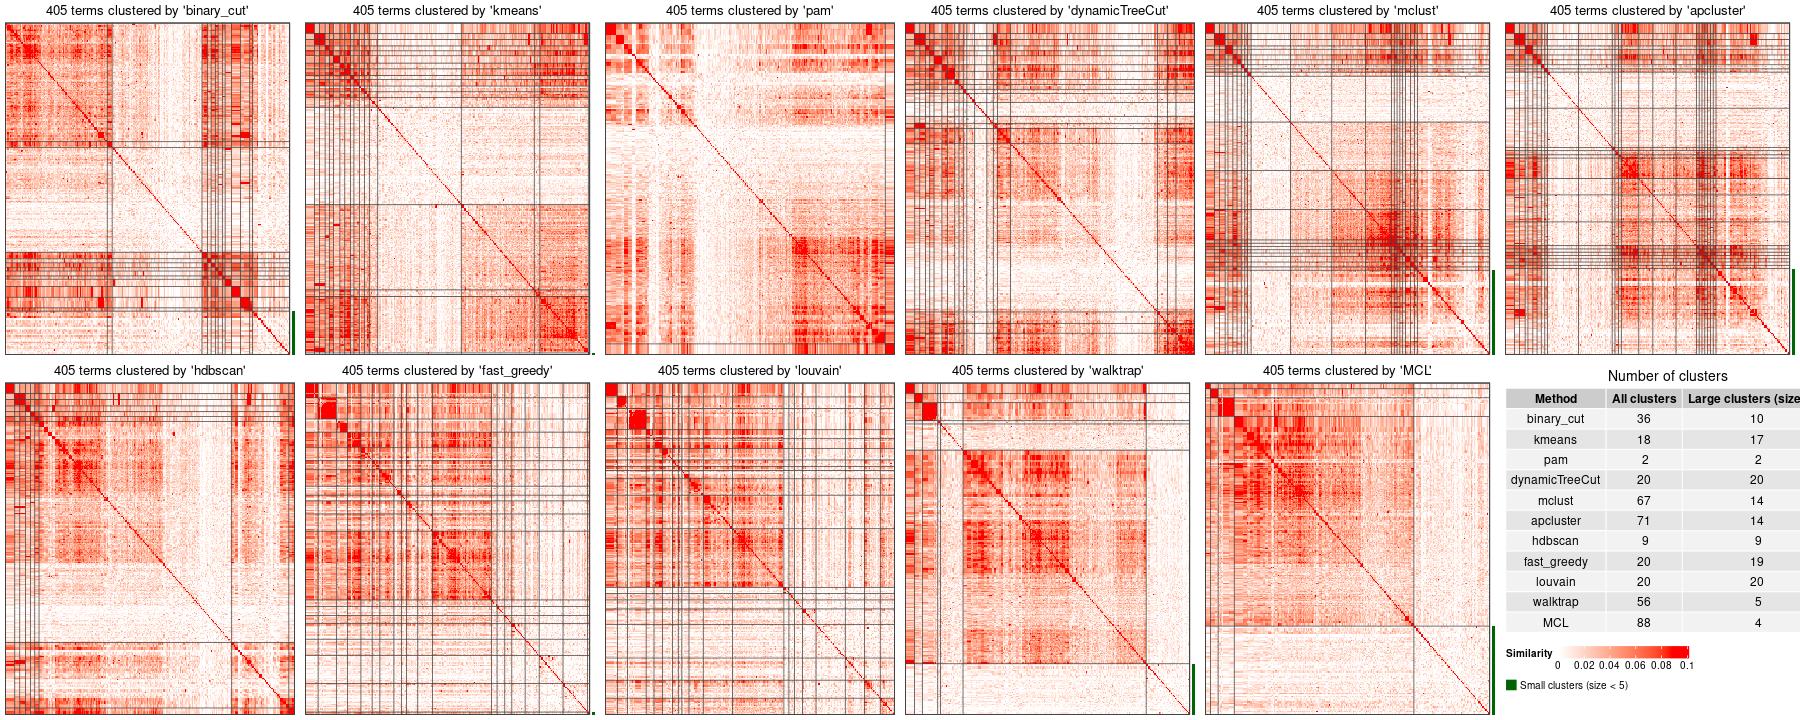 405 terms clustered by 'binary_cut'
405 terms clustered by 'kmeans'
405 terms clustered by 'pam'
405 terms clustered by 'dynamicTreeCut'
405 terms clustered by 'mclust'
405 terms clustered by 'apcluster'
405 terms clustered by 'hdbscan'
405 terms clustered by 'fast_greedy'
405 terms clustered by 'louvain'
405 terms clustered by 'walktrap'
405 terms clustered by 'MCL'
Number of clusters
Method All clusters Large clusters (size
binary_cut 36 10
kmeans 18 17
pam 2 2
dynamicTreeCut 20 20
mclust 67 14
apcluster 71 14
hdbscan 9 9
fast_greedy 20 19
louvain 20 20
walktrap 56 5
MCL 88 4
Similarity
0 0.02 0.04 0.06 0.08 0.1
Small clusters (size < 5)